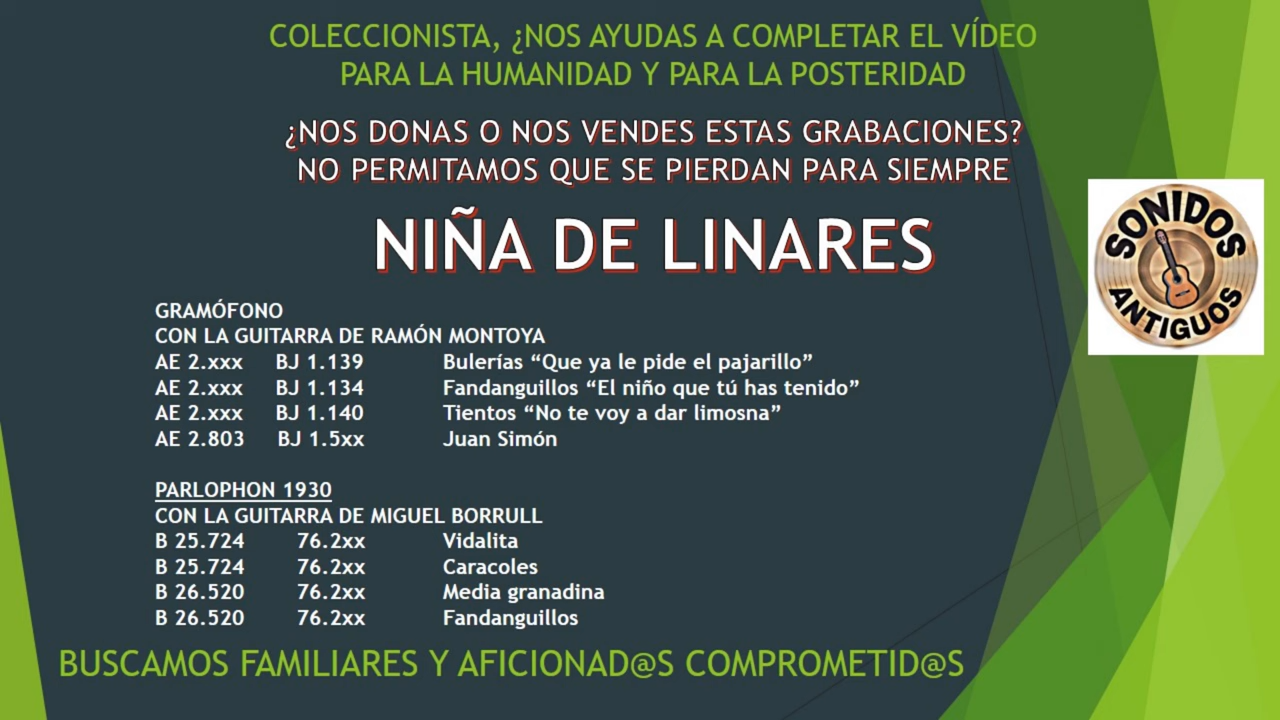 COLECCIONISTA, ¿NOS AYUDAS A COMPLETAR EL VÍDEO
PARA LA HUMANIDAD Y PARA LA POSTERIDAD
¿NOS DONAS O NOS VENDES ESTAS GRABACIONES?
NO PERMITAMOS QUE SE PIERDAN PARA SIEMPRE
NIÑA DE LINARES
SONIDOS
ANTIGUOS
GRAMÓFONO
CON LA GUITARRA DE RAMÓN MONTOYA
AE 2.xxx BJ 1.139 Bulerías “Que ya le pide el pajarillo”
AE 2.xxx BJ 1.134 Fandanguillos “El niño que tú has tenido”
AE 2.xxx BJ 1.140 Tientos “No te voy a dar limosna”
AE 2.803 BJ 1.5xx Juan Simón
PARLOPHON 1930
CON LA GUITARRA DE MIGUEL BORRULL
B 25.724 76.2xx Vidalita
B 25.724 76.2xx Caracoles
B 26.520 76.2xx Media granadina
B 26.520 76.2xx Fandanguillos
BUSCAMOS FAMILIARES Y AFICIONAD@S COMPROMETID@S